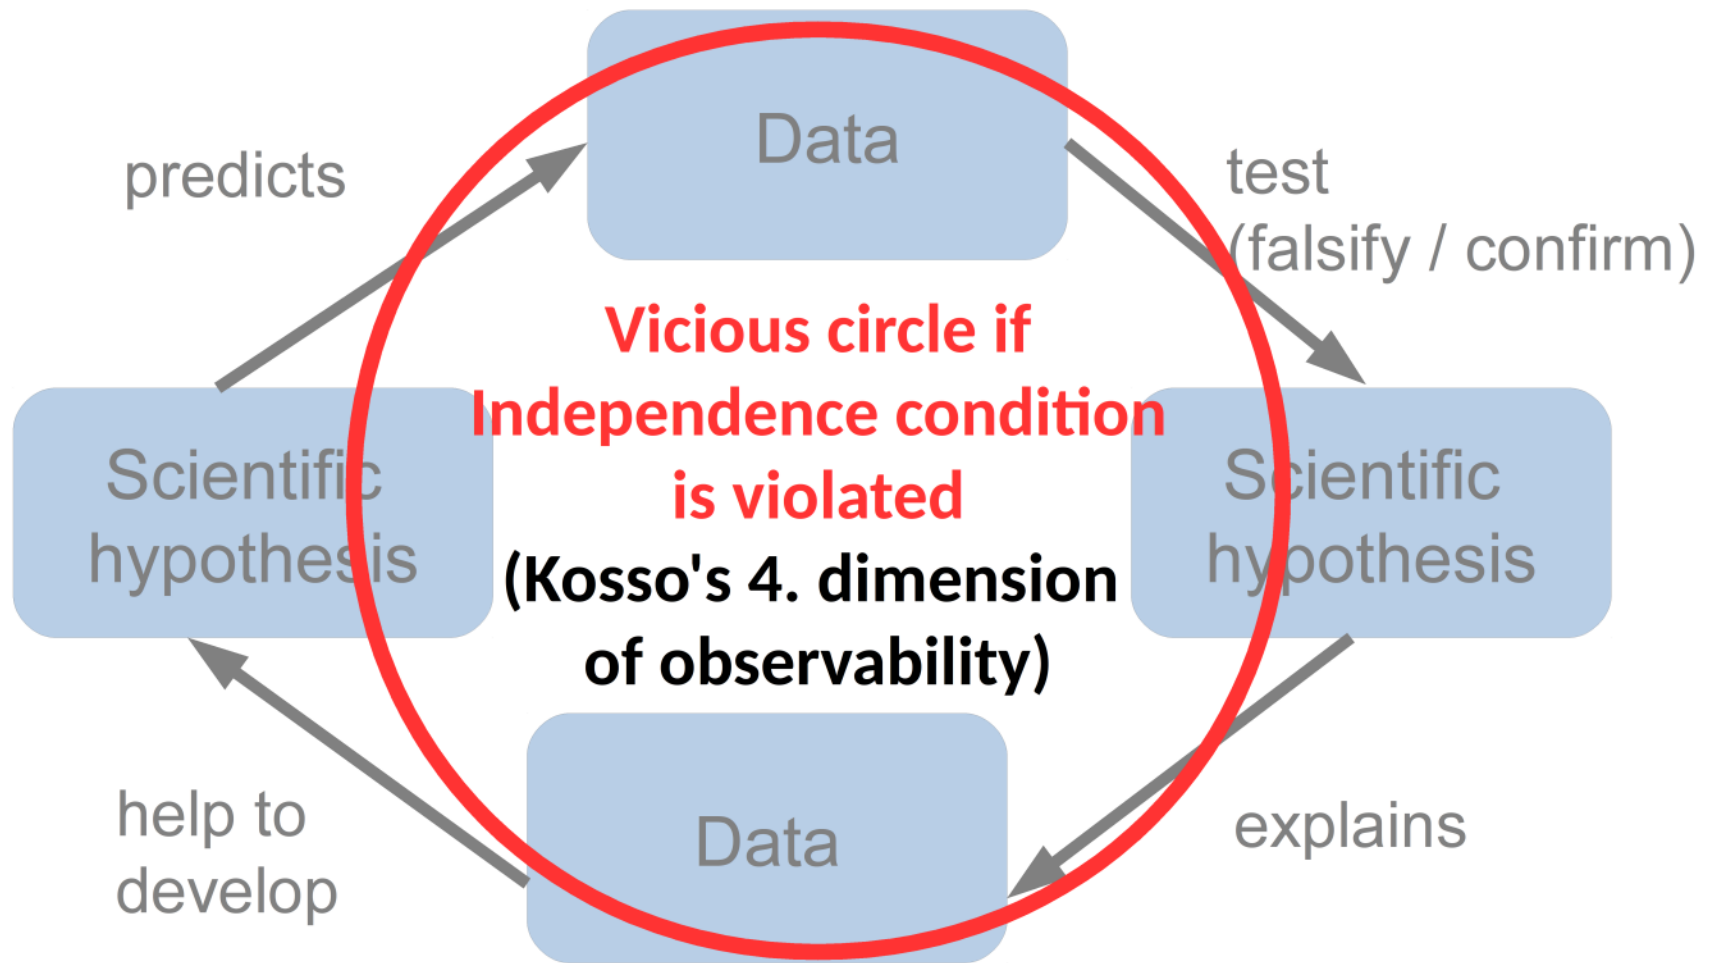 Data
predicts
test
(falsify / confirm)
Vicious circle if
Independence condition
is violated
(Kosso's 4. dimension
of observability)
Scientific
hypothesis
Scientific
hypothesis
help to
develop
Data
explains